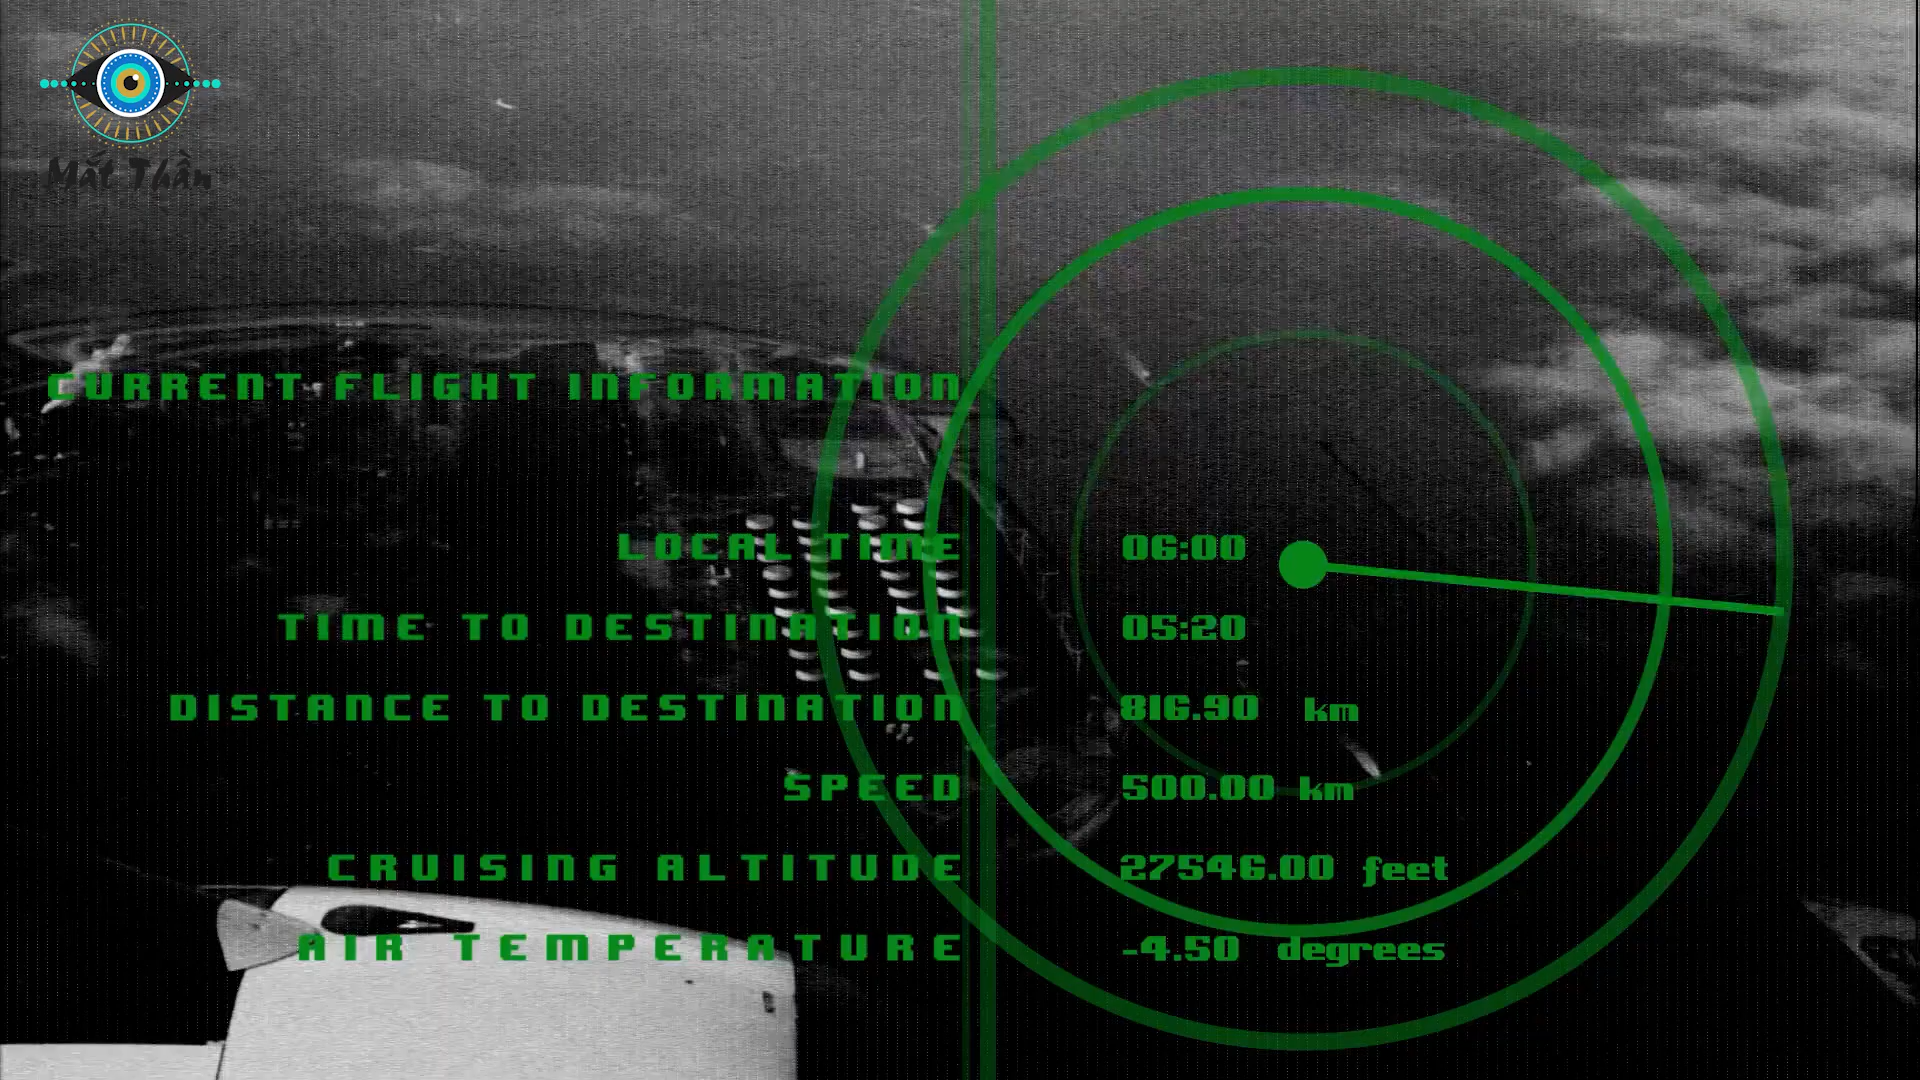 Mắt Thần
CURRENT FLIGHT INFORMATION
LOCAL TIME 06:00
TIME TO DESTINATION 05:20
DISTANCE TO DESTINATION 816.90 km
SPEED 500.00 km
CRUISING ALTITUDE 27546.00 feet
AIR TEMPERATURE -4.50 degrees